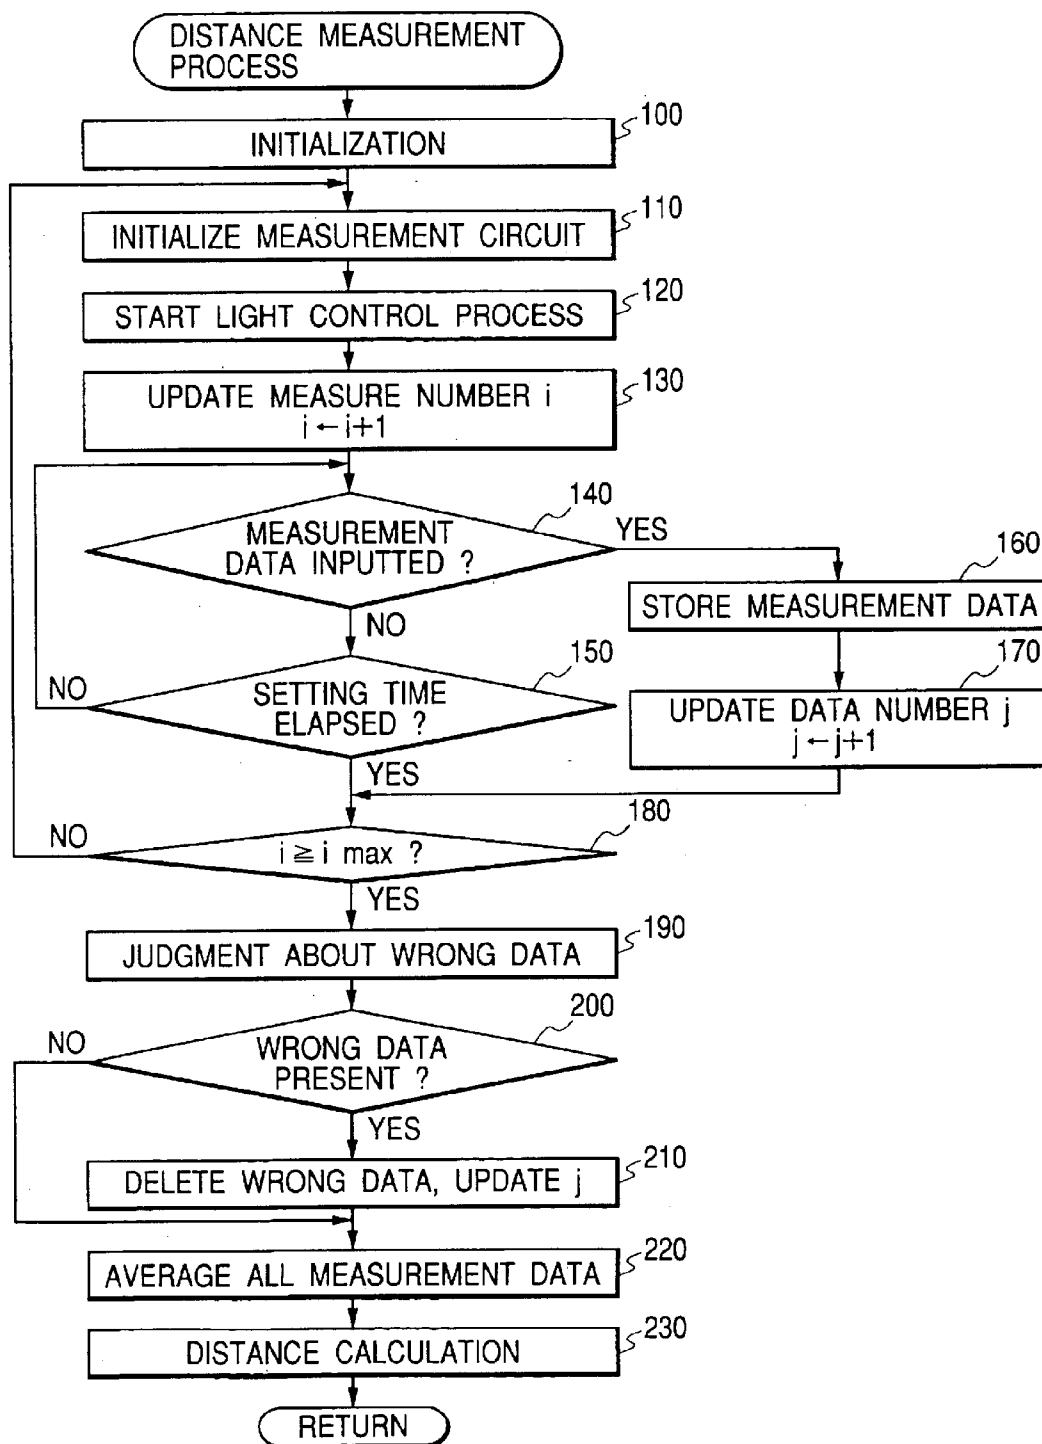 DISTANCE MEASUREMENT
PROCESS
100
INITIALIZATION
110
INITIALIZE MEASUREMENT CIRCUIT
120
START LIGHT CONTROL PROCESS
130
UPDATE MEASURE NUMBER i
i ← i+1
140
MEASUREMENT
DATA INPUTTED ?
YES
NO
160
STORE MEASUREMENT DATA
150
SETTING TIME
ELAPSED ?
NO
YES
170
UPDATE DATA NUMBER j
j ← j+1
180
i ≧ i max ?
NO
YES
190
JUDGMENT ABOUT WRONG DATA
200
WRONG DATA
PRESENT ?
NO
YES
210
DELETE WRONG DATA, UPDATE j
220
AVERAGE ALL MEASUREMENT DATA
230
DISTANCE CALCULATION
RETURN